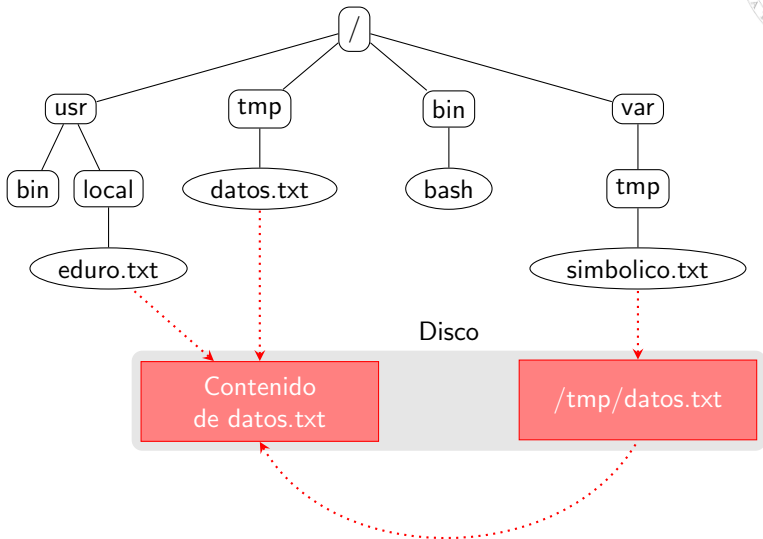 /
usr
tmp
bin
var
bin
local
datos.txt
bash
tmp
eduro.txt
simbolico.txt
Disco
Contenido
de datos.txt
/tmp/datos.txt